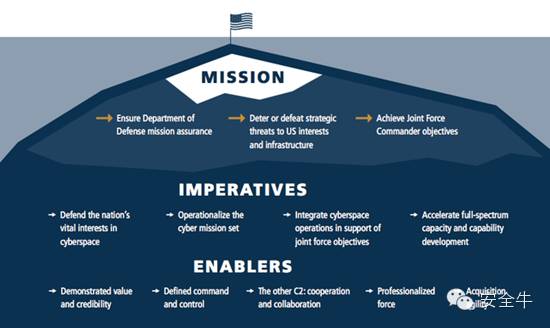 MISSION
Ensure Department of
Defense mission assurance
Deter or defeat strategic
threats to US interests
and infrastructure
Achieve Joint Force
Commander objectives
IMPERATIVES
Defend the nation's
vital interests in
cyberspace
Operationalize the
cyber mission set
Integrate cyberspace
operations in support of
joint force objectives
Accelerate full-spectrum
capacity and capability
development
ENABLERS
Demonstrated value
and credibility
Defined command
and control
The other C2: cooperation
and collaboration
Professionalized
force
Acquisition
安全牛